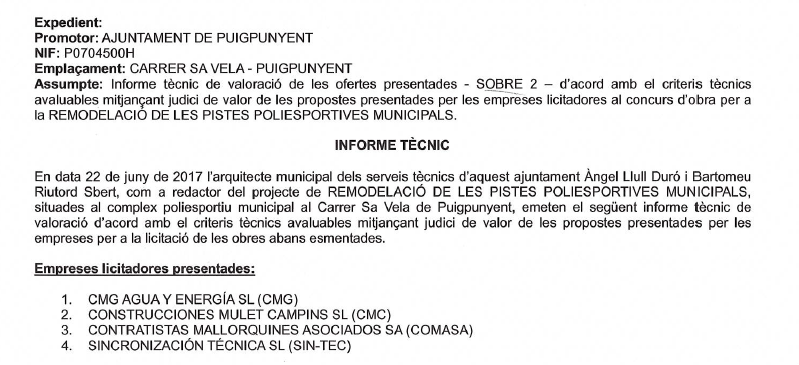 Expedient:
Promotor: AJUNTAMENT DE PUIGPUNYENT
NIF: P0704500H
Emplaçament: CARRER SA VELA - PUIGPUNYENT
Assumpte: Informe tècnic de valoració de les ofertes presentades - SOBRE 2 – d'acord amb el criteris tècnics
avaluables mitjançant judici de valor de les propostes presentades per les empreses licitadores al concurs d'obra per a
la REMODELACIÓ DE LES PISTES POLIESPORTIVES MUNICIPALS.
INFORME TÈCNIC
En data 22 de juny de 2017 l'arquitecte municipal dels serveis tècnics d'aquest ajuntament Àngel Llull Duró i Bartomeu
Riutord Sbert, com a redactor del projecte de REMODELACIÓ DE LES PISTES POLIESPORTIVES MUNICIPALS,
situades al complex poliesportiu municipal al Carrer Sa Vela de Puigpunyent, emeten el següent informe tècnic de
valoració d'acord amb el criteris tècnics avaluables mitjançant judici de valor de les propostes presentades per les
empreses per a la licitació de les obres abans esmentades.
Empreses licitadores presentades:
1. CMG AGUA Y ENERGÍA SL (CMG)
2. CONSTRUCCIONES MULET CAMPINS SL (CMC)
3. CONTRATISTAS MALLORQUINES ASOCIADOS SA (COMASA)
4. SINCRONIZACIÓN TÉCNICA SL (SIN-TEC)